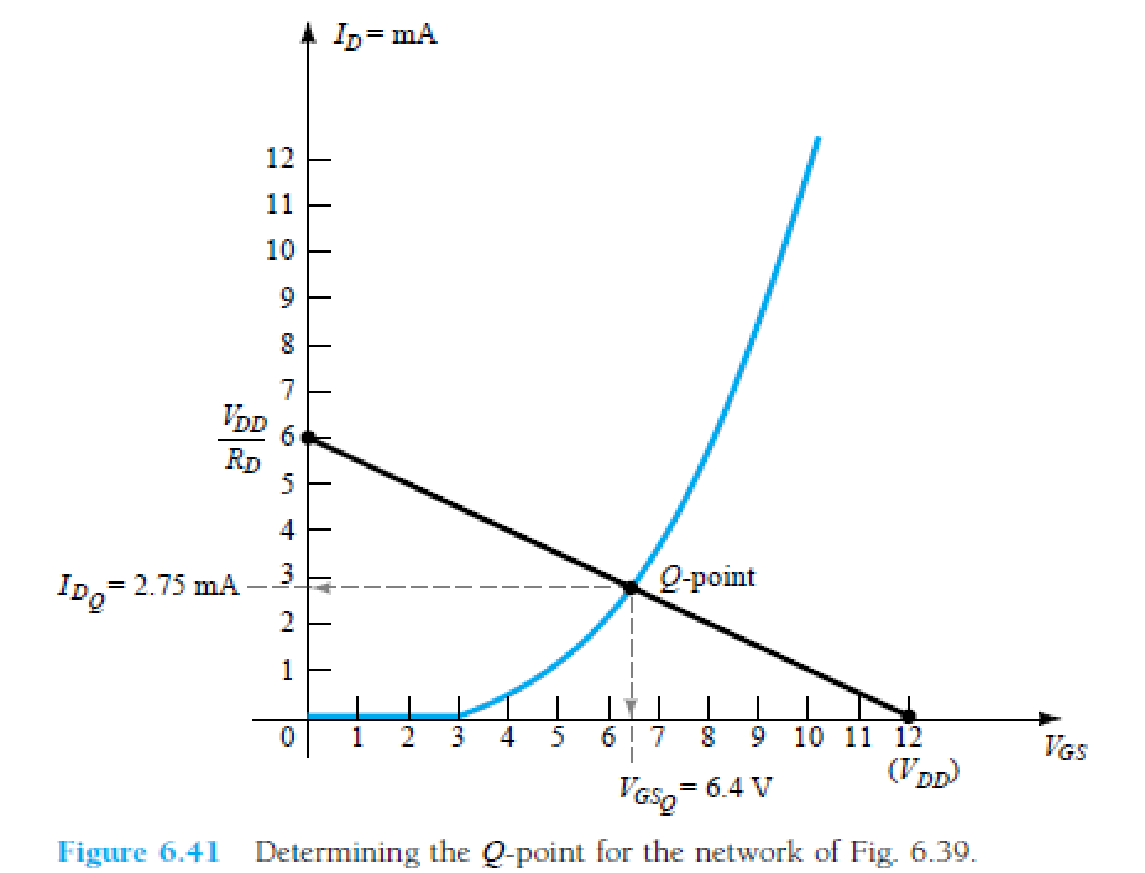 I_D = mA
12
11
10
9
8
7
V_DD / R_D 6
5
4
3
I_DQ = 2.75 mA
Q-point
2
1
0 1 2 3 4 5 6 7 8 9 10 11 12
(V_DD)
V_GS
V_GSQ = 6.4 V
Figure 6.41 Determining the Q-point for the network of Fig. 6.39.